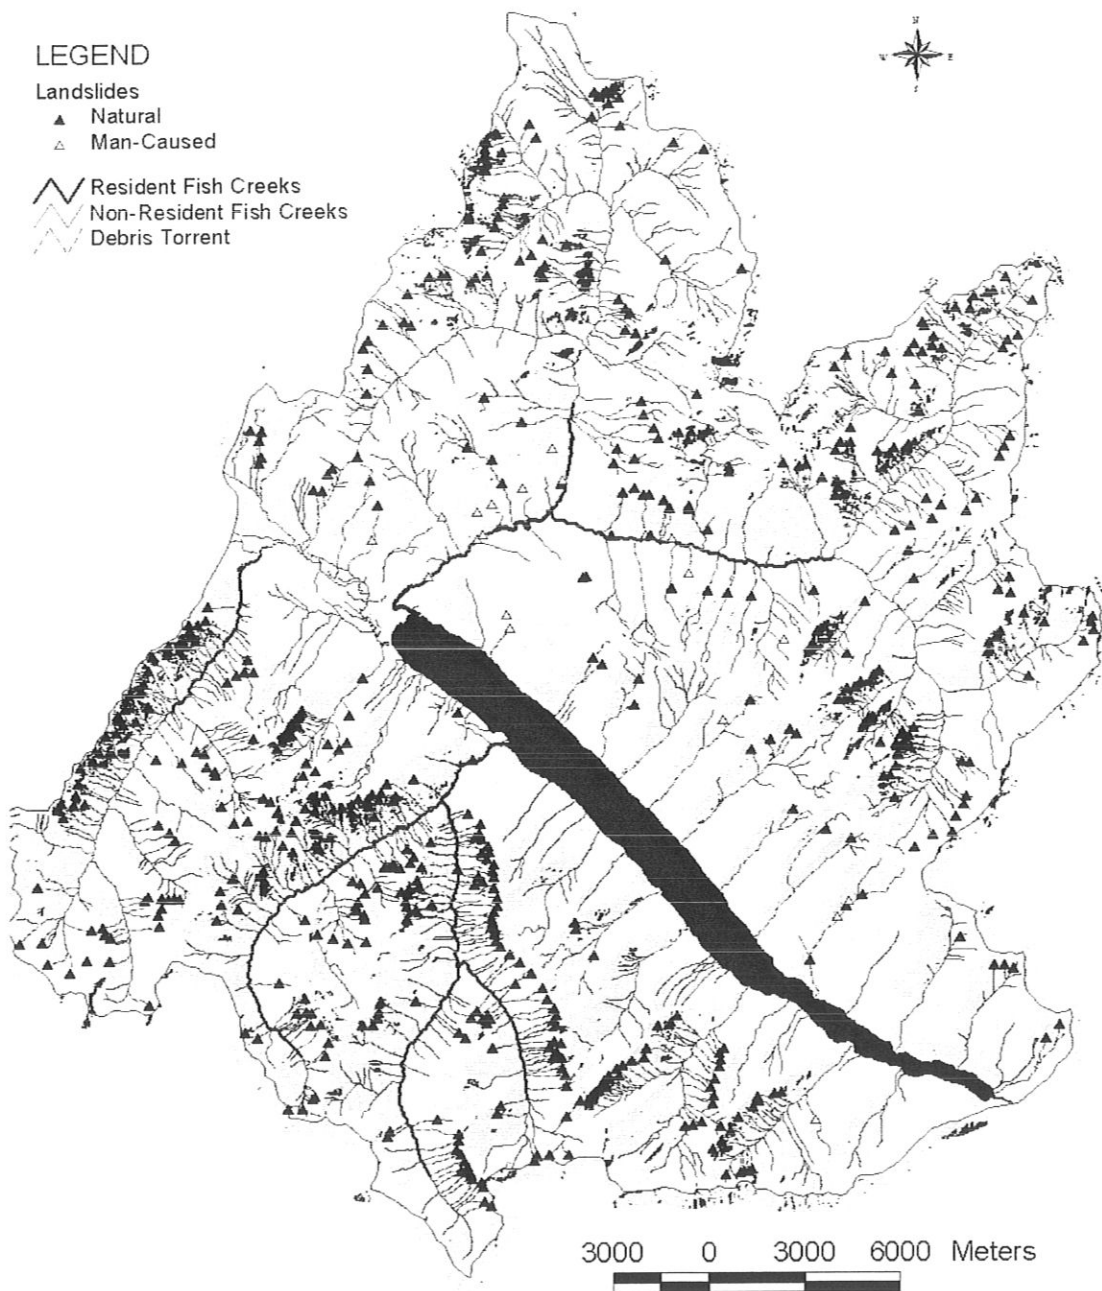 LEGEND
Landslides
Natural
Man-Caused
Resident Fish Creeks
Non-Resident Fish Creeks
Debris Torrent
N
W E
S
3000 0 3000 6000 Meters